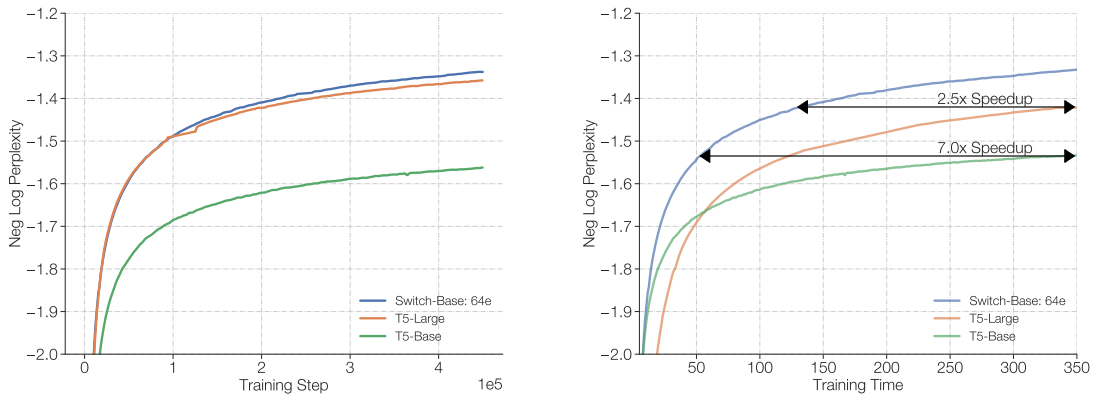 −1.2
−1.3
−1.4
−1.5
−1.6
−1.7
−1.8
−1.9
−2.0
Neg Log Perplexity
Switch-Base: 64e
T5-Large
T5-Base
0 1 2 3 4
1e5
Training Step
−1.2
−1.3
−1.4
−1.5
−1.6
−1.7
−1.8
−1.9
−2.0
Neg Log Perplexity
2.5x Speedup
7.0x Speedup
Switch-Base: 64e
T5-Large
T5-Base
50 100 150 200 250 300 350
Training Time